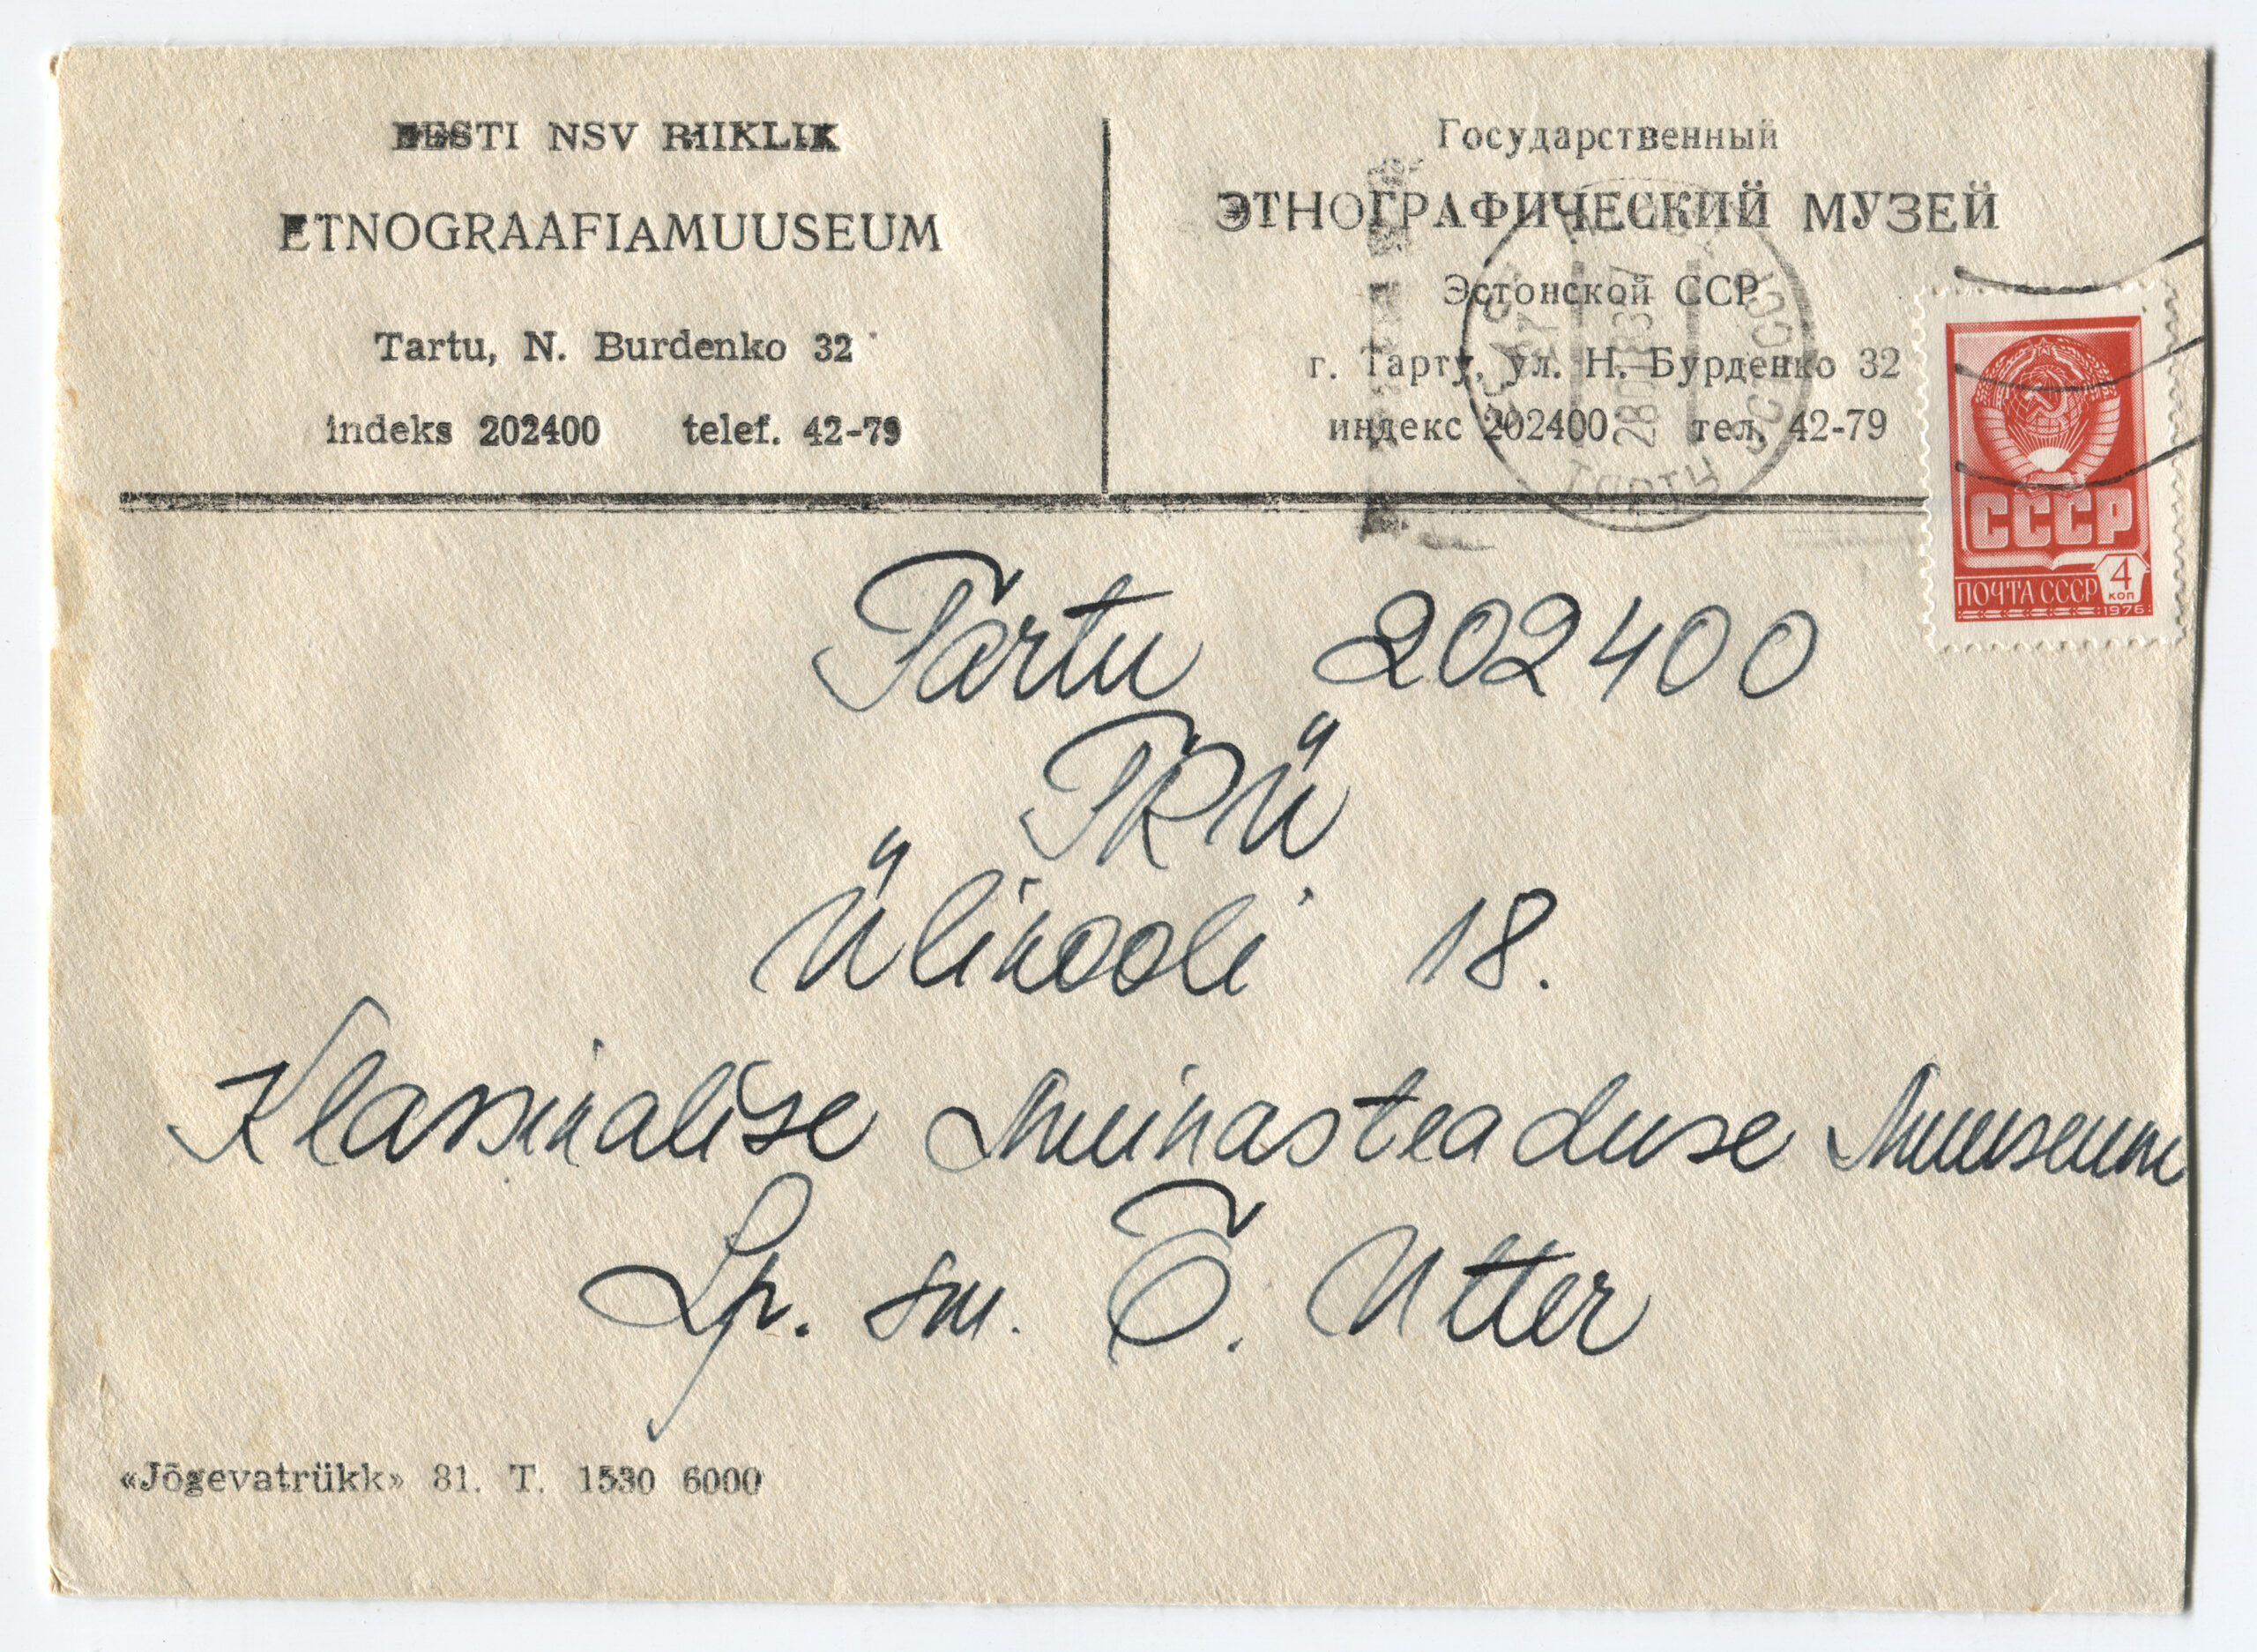 EESTI NSV RIIKLIK
ETNOGRAAFIAMUUSEUM
Tartu, N. Burdenko 32
indeks 202400 telef. 42-79
Государственный
ЭТНОГРАФИЧЕСКИЙ МУЗЕЙ
Эстонской ССР
г. Тарту, ул. Н. Бурденко 32
индекс 202400 тел. 42-79
ТАРТУ
СССР
ПОЧТА СССР 4 коп
1976
Tartu 202400
TRÜ
Ülikooli 18.
Klassikalise Muinasteaduse Muuseum
Lp. sm. Õ. Utter
«Jõgevatrükk» 81. T. 1530 6000